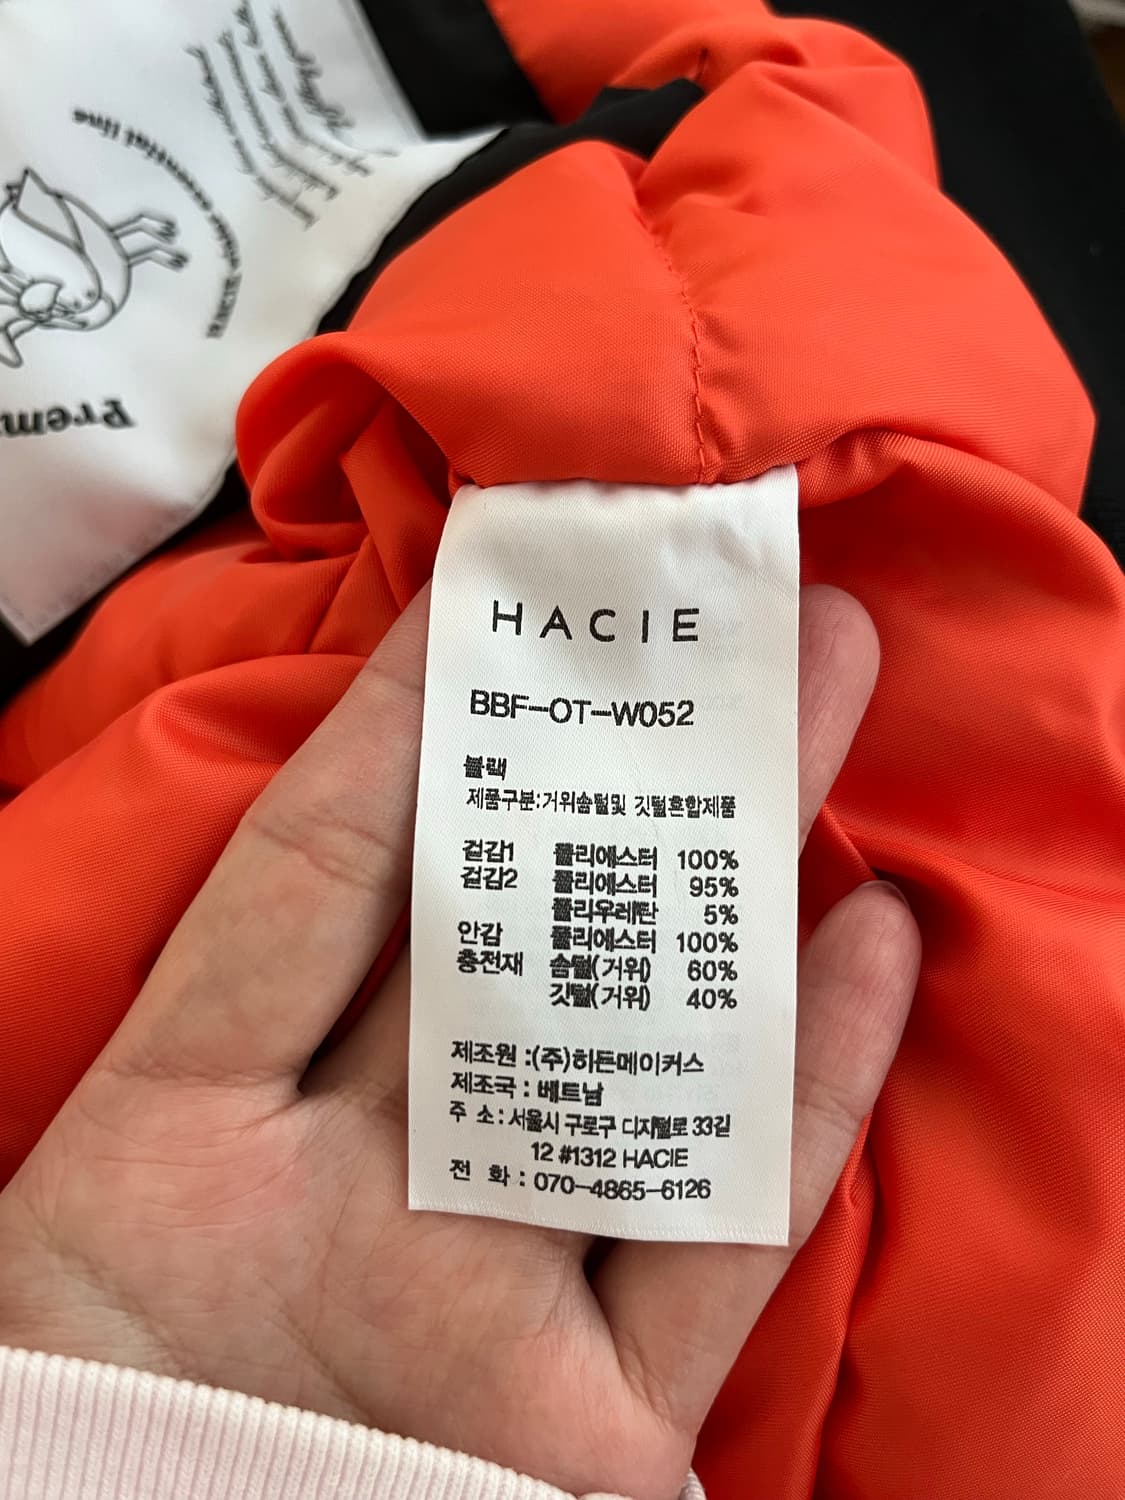 HACIE
BBF-OT-W052
블랙
제품구분:거위솜털및 깃털혼합제품
겉감1 폴리에스터 100%
겉감2 폴리에스터 95%
폴리우레탄 5%
안감 폴리에스터 100%
충전재 솜털(거위) 60%
깃털(거위) 40%
제조원 :(주)히든메이커스
제조국 : 베트남
주 소 : 서울시 구로구 디지털로 33길
12 #1312 HACIE
전 화 : 070-4865-6126
HACIE winter essential line